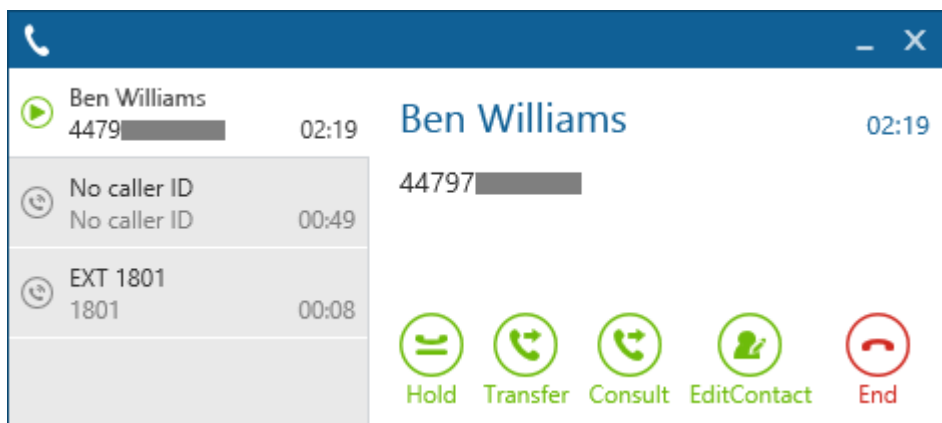 Ben Williams
4479
02:19
No caller ID
No caller ID
00:49
EXT 1801
1801
00:08
Ben Williams
02:19
44797
Hold
Transfer
Consult
EditContact
End